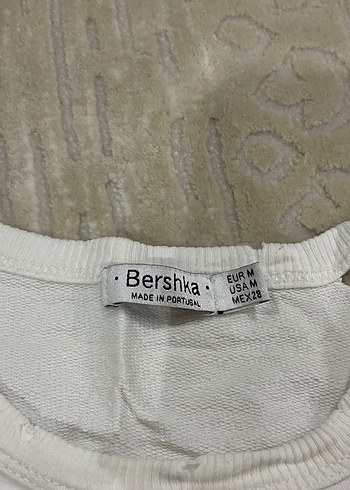 · Bershka ·
MADE IN PORTUGAL
EUR M
USA M
MEX 28